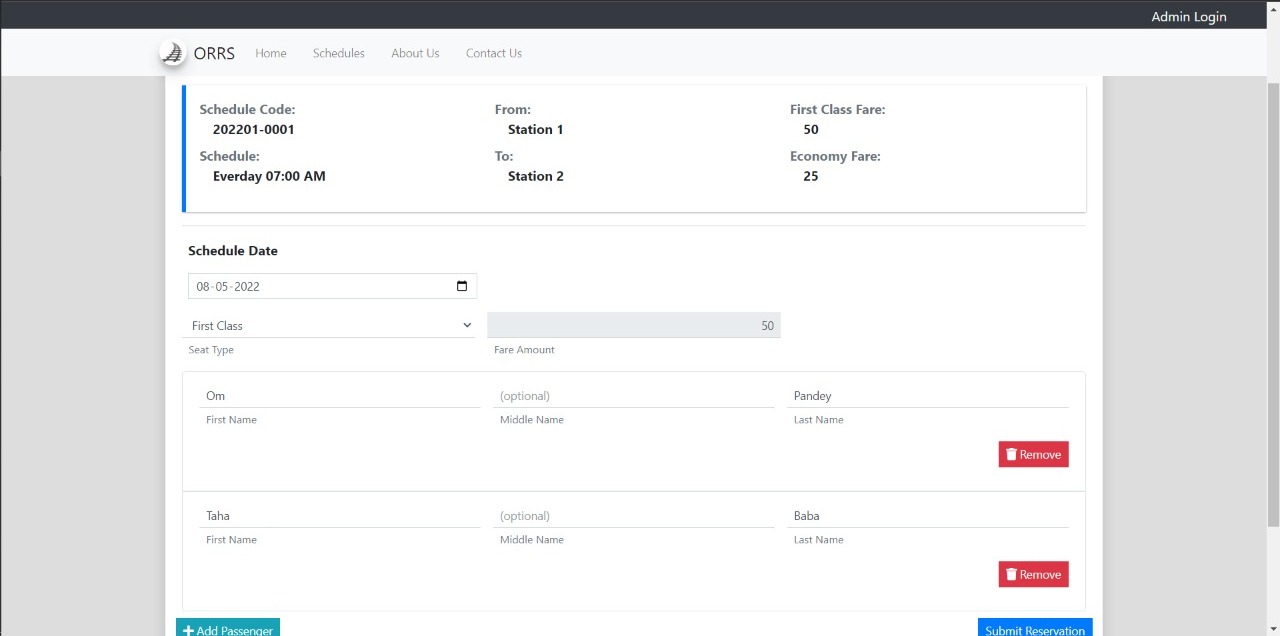 Admin Login
ORRS Home Schedules About Us Contact Us
Schedule Code: From: First Class Fare:
202201-0001 Station 1 50
Schedule: To: Economy Fare:
Everday 07:00 AM Station 2 25
Schedule Date
08-05-2022
First Class 50
Seat Type Fare Amount
Om (optional) Pandey
First Name Middle Name Last Name
Remove
Taha (optional) Baba
First Name Middle Name Last Name
Remove
Add Passenger Submit Reservation